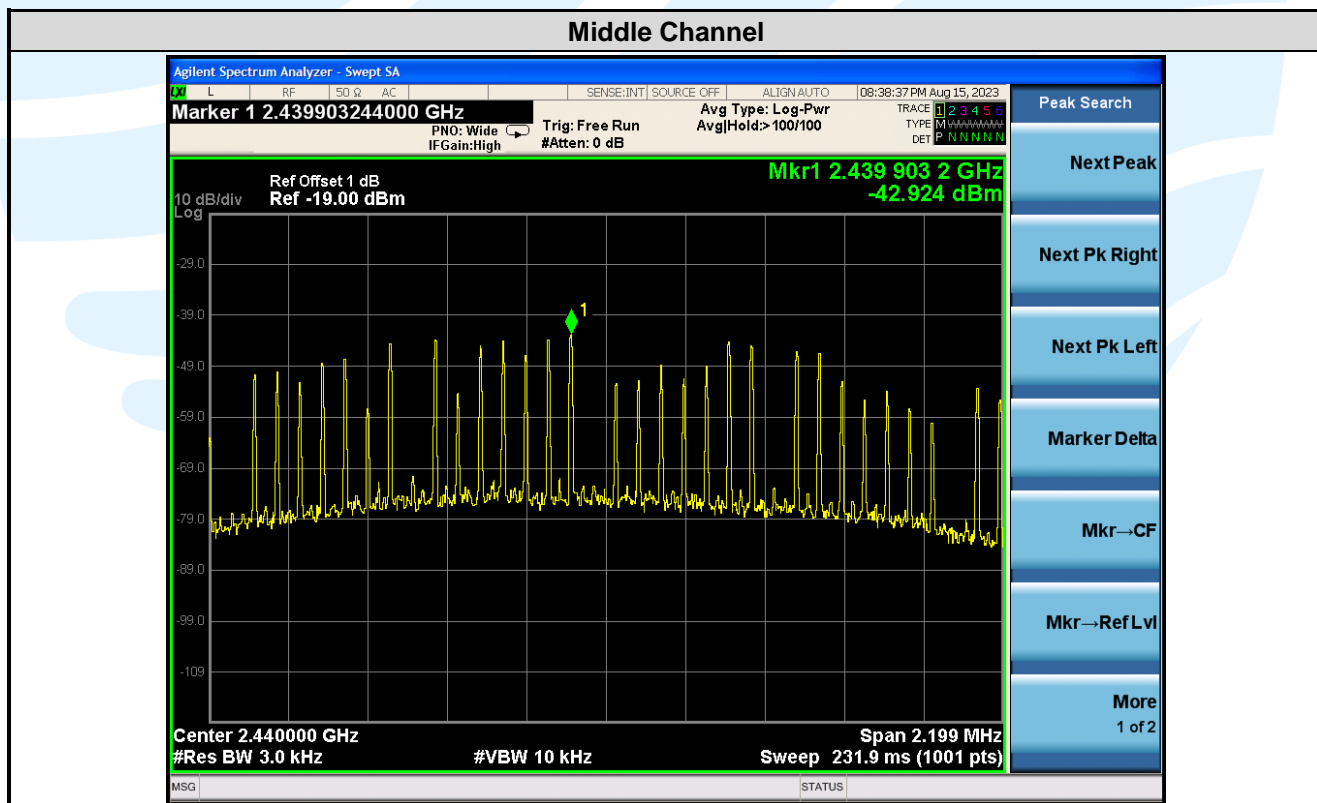 Middle Channel
Agilent Spectrum Analyzer - Swept SA
LXI L RF 50 Ω AC SENSE:INT SOURCE OFF ALIGN AUTO 08:38:37 PM Aug 15, 2023
Marker 1 2.439903244000 GHz
PNO: Wide
IFGain:High
Trig: Free Run
#Atten: 0 dB
Avg Type: Log-Pwr
Avg|Hold:> 100/100
TRACE 1 2 3 4 5 6
TYPE M WWWWW
DET P N N N N N
Mkr1 2.439 903 2 GHz
-42.924 dBm
Ref Offset 1 dB
10 dB/div Ref -19.00 dBm
Log
-29.0
-39.0
-49.0
-59.0
-69.0
-79.0
-89.0
-99.0
-109
1
Center 2.440000 GHz Span 2.199 MHz
#Res BW 3.0 kHz #VBW 10 kHz Sweep 231.9 ms (1001 pts)
MSG STATUS
Peak Search
Next Peak
Next Pk Right
Next Pk Left
Marker Delta
Mkr→CF
Mkr→Ref Lvl
More
1 of 2